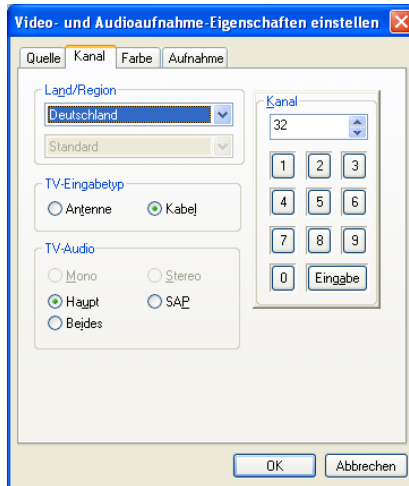 Video- und Audioaufnahme-Eigenschaften einstellen
Quelle Kanal Farbe Aufnahme
Land/Region
Deutschland
Standard
TV-Eingabetyp
Antenne Kabel
TV-Audio
Mono Stereo
Haupt SAP
Beides
Kanal
32
1 2 3
4 5 6
7 8 9
0 Eingabe
OK Abbrechen